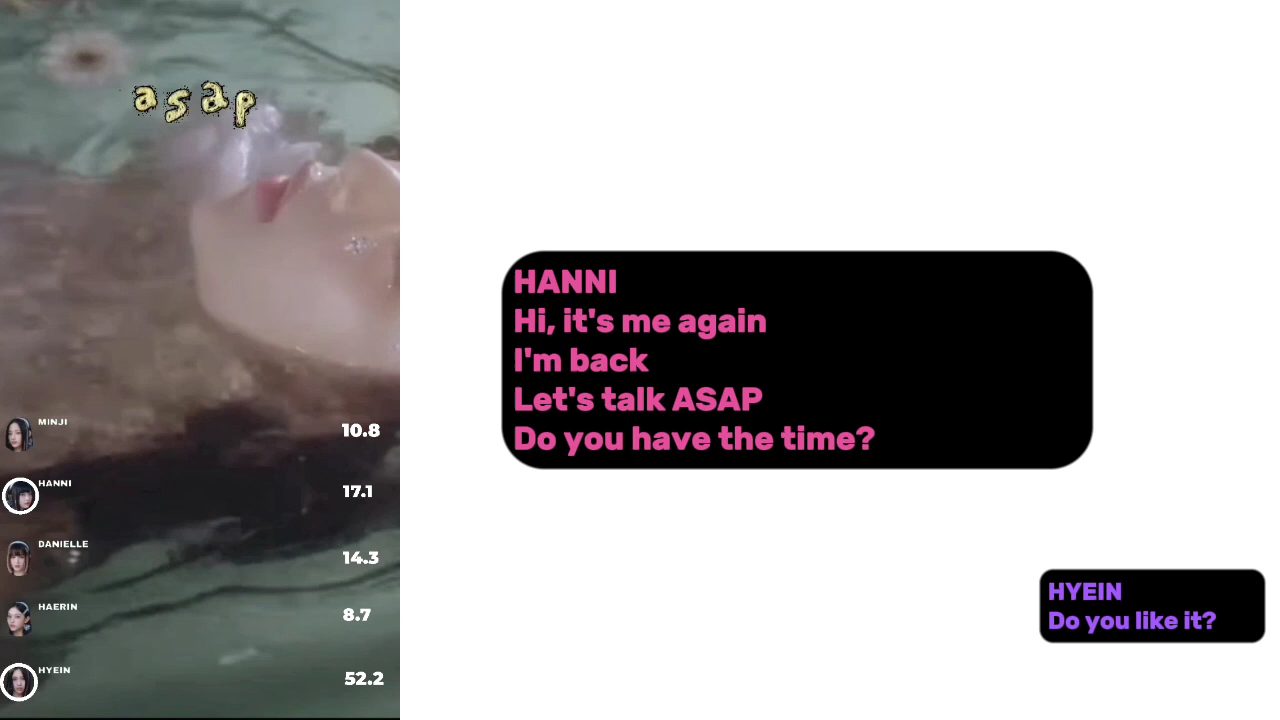 asap
MINJI
10.8
HANNI
17.1
DANIELLE
14.3
HAERIN
8.7
HYEIN
52.2
HANNI
Hi, it's me again
I'm back
Let's talk ASAP
Do you have the time?
HYEIN
Do you like it?